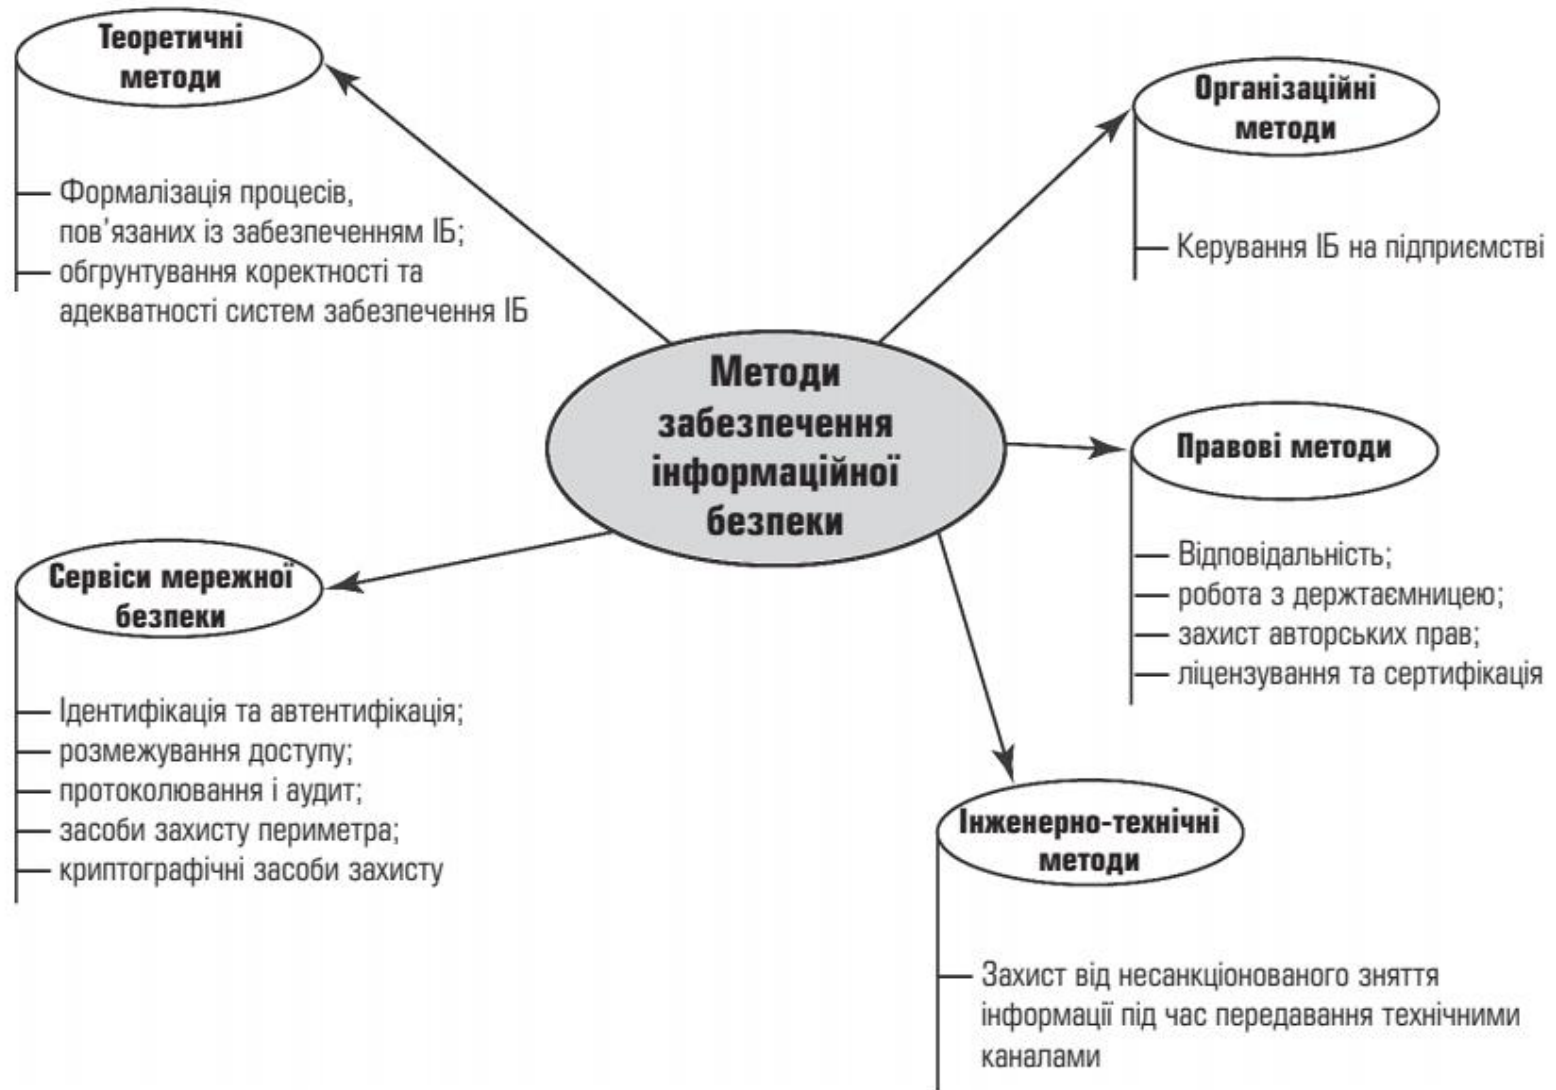 Теоретичні
методи
Формалізація процесів,
пов’язаних із забезпеченням ІБ;
обгрунтування коректності та
адекватності систем забезпечення ІБ
Організаційні
методи
Керування ІБ на підприємстві
Методи
забезпечення
інформаційної
безпеки
Правові методи
Відповідальність;
робота з держтаємницею;
захист авторських прав;
ліцензування та сертифікація
Сервіси мережної
безпеки
Ідентифікація та автентифікація;
розмежування доступу;
протоколювання і аудит;
засоби захисту периметра;
криптографічні засоби захисту
Інженерно-технічні
методи
Захист від несанкціонованого зняття
інформації під час передавання технічними
каналами